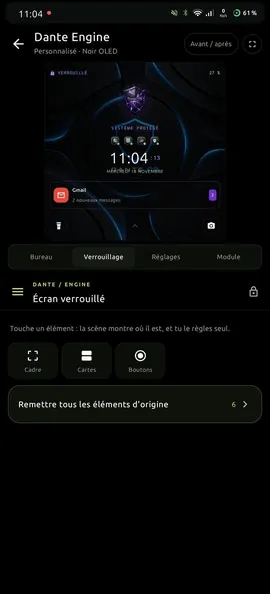 11:04
61 %
Dante Engine
Personnalisé · Noir OLED
Avant / après
VERROUILLÉ
27 %
SYSTÈME PROTÉGÉ
11:04:13
MERCREDI 18 NOVEMBRE
Gmail
2 nouveaux messages
Bureau
Verrouillage
Réglages
Module
DANTE / ENGINE
Écran verrouillé
Touche un élément : la scène montre où il est, et tu le règles seul.
Cadre
Cartes
Boutons
Remettre tous les éléments d'origine
6